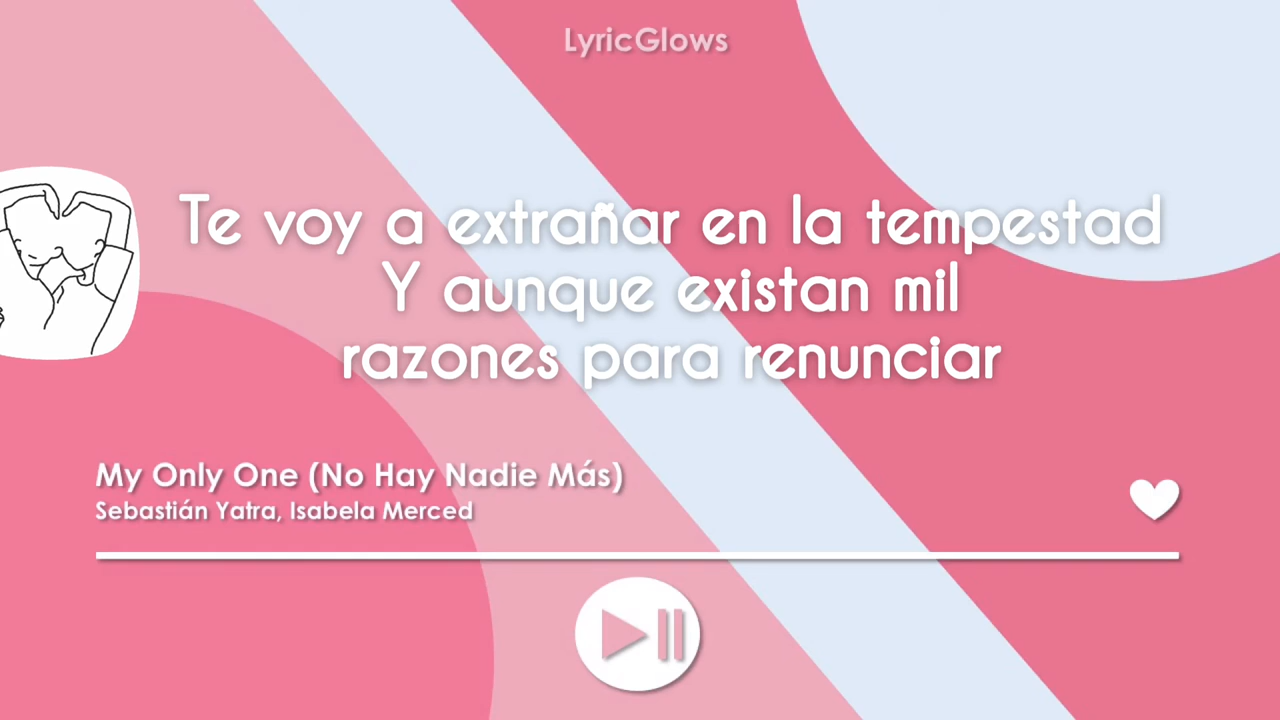 LyricGlows
Te voy a extrañar en la tempestad
Y aunque existan mil
razones para renunciar
My Only One (No Hay Nadie Más)
Sebastián Yatra, Isabela Merced